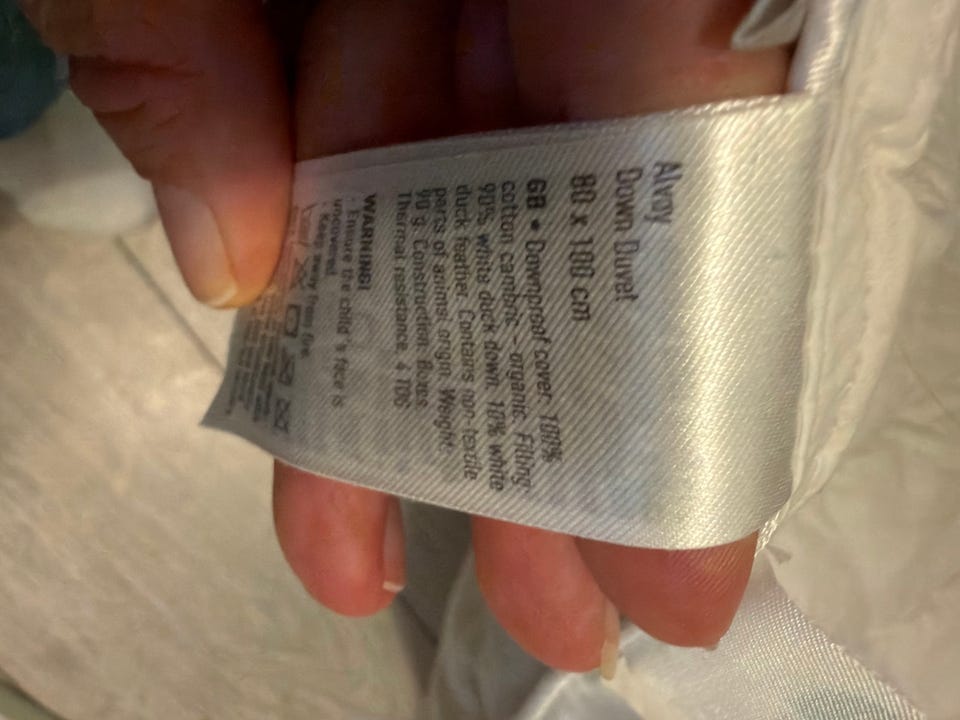 Alvay
Down Duvet
80 x 100 cm
GB • Downproof cover: 100%
cotton cambric – organic. Filling:
90% white duck down, 10% white
duck feather. Contains non-textile
parts of animal origin. Weight:
90 g. Construction: Boxes.
Thermal resistance: 4 TOG
WARNING!
Ensure the child's face is
uncovered.
Keep away from fire.